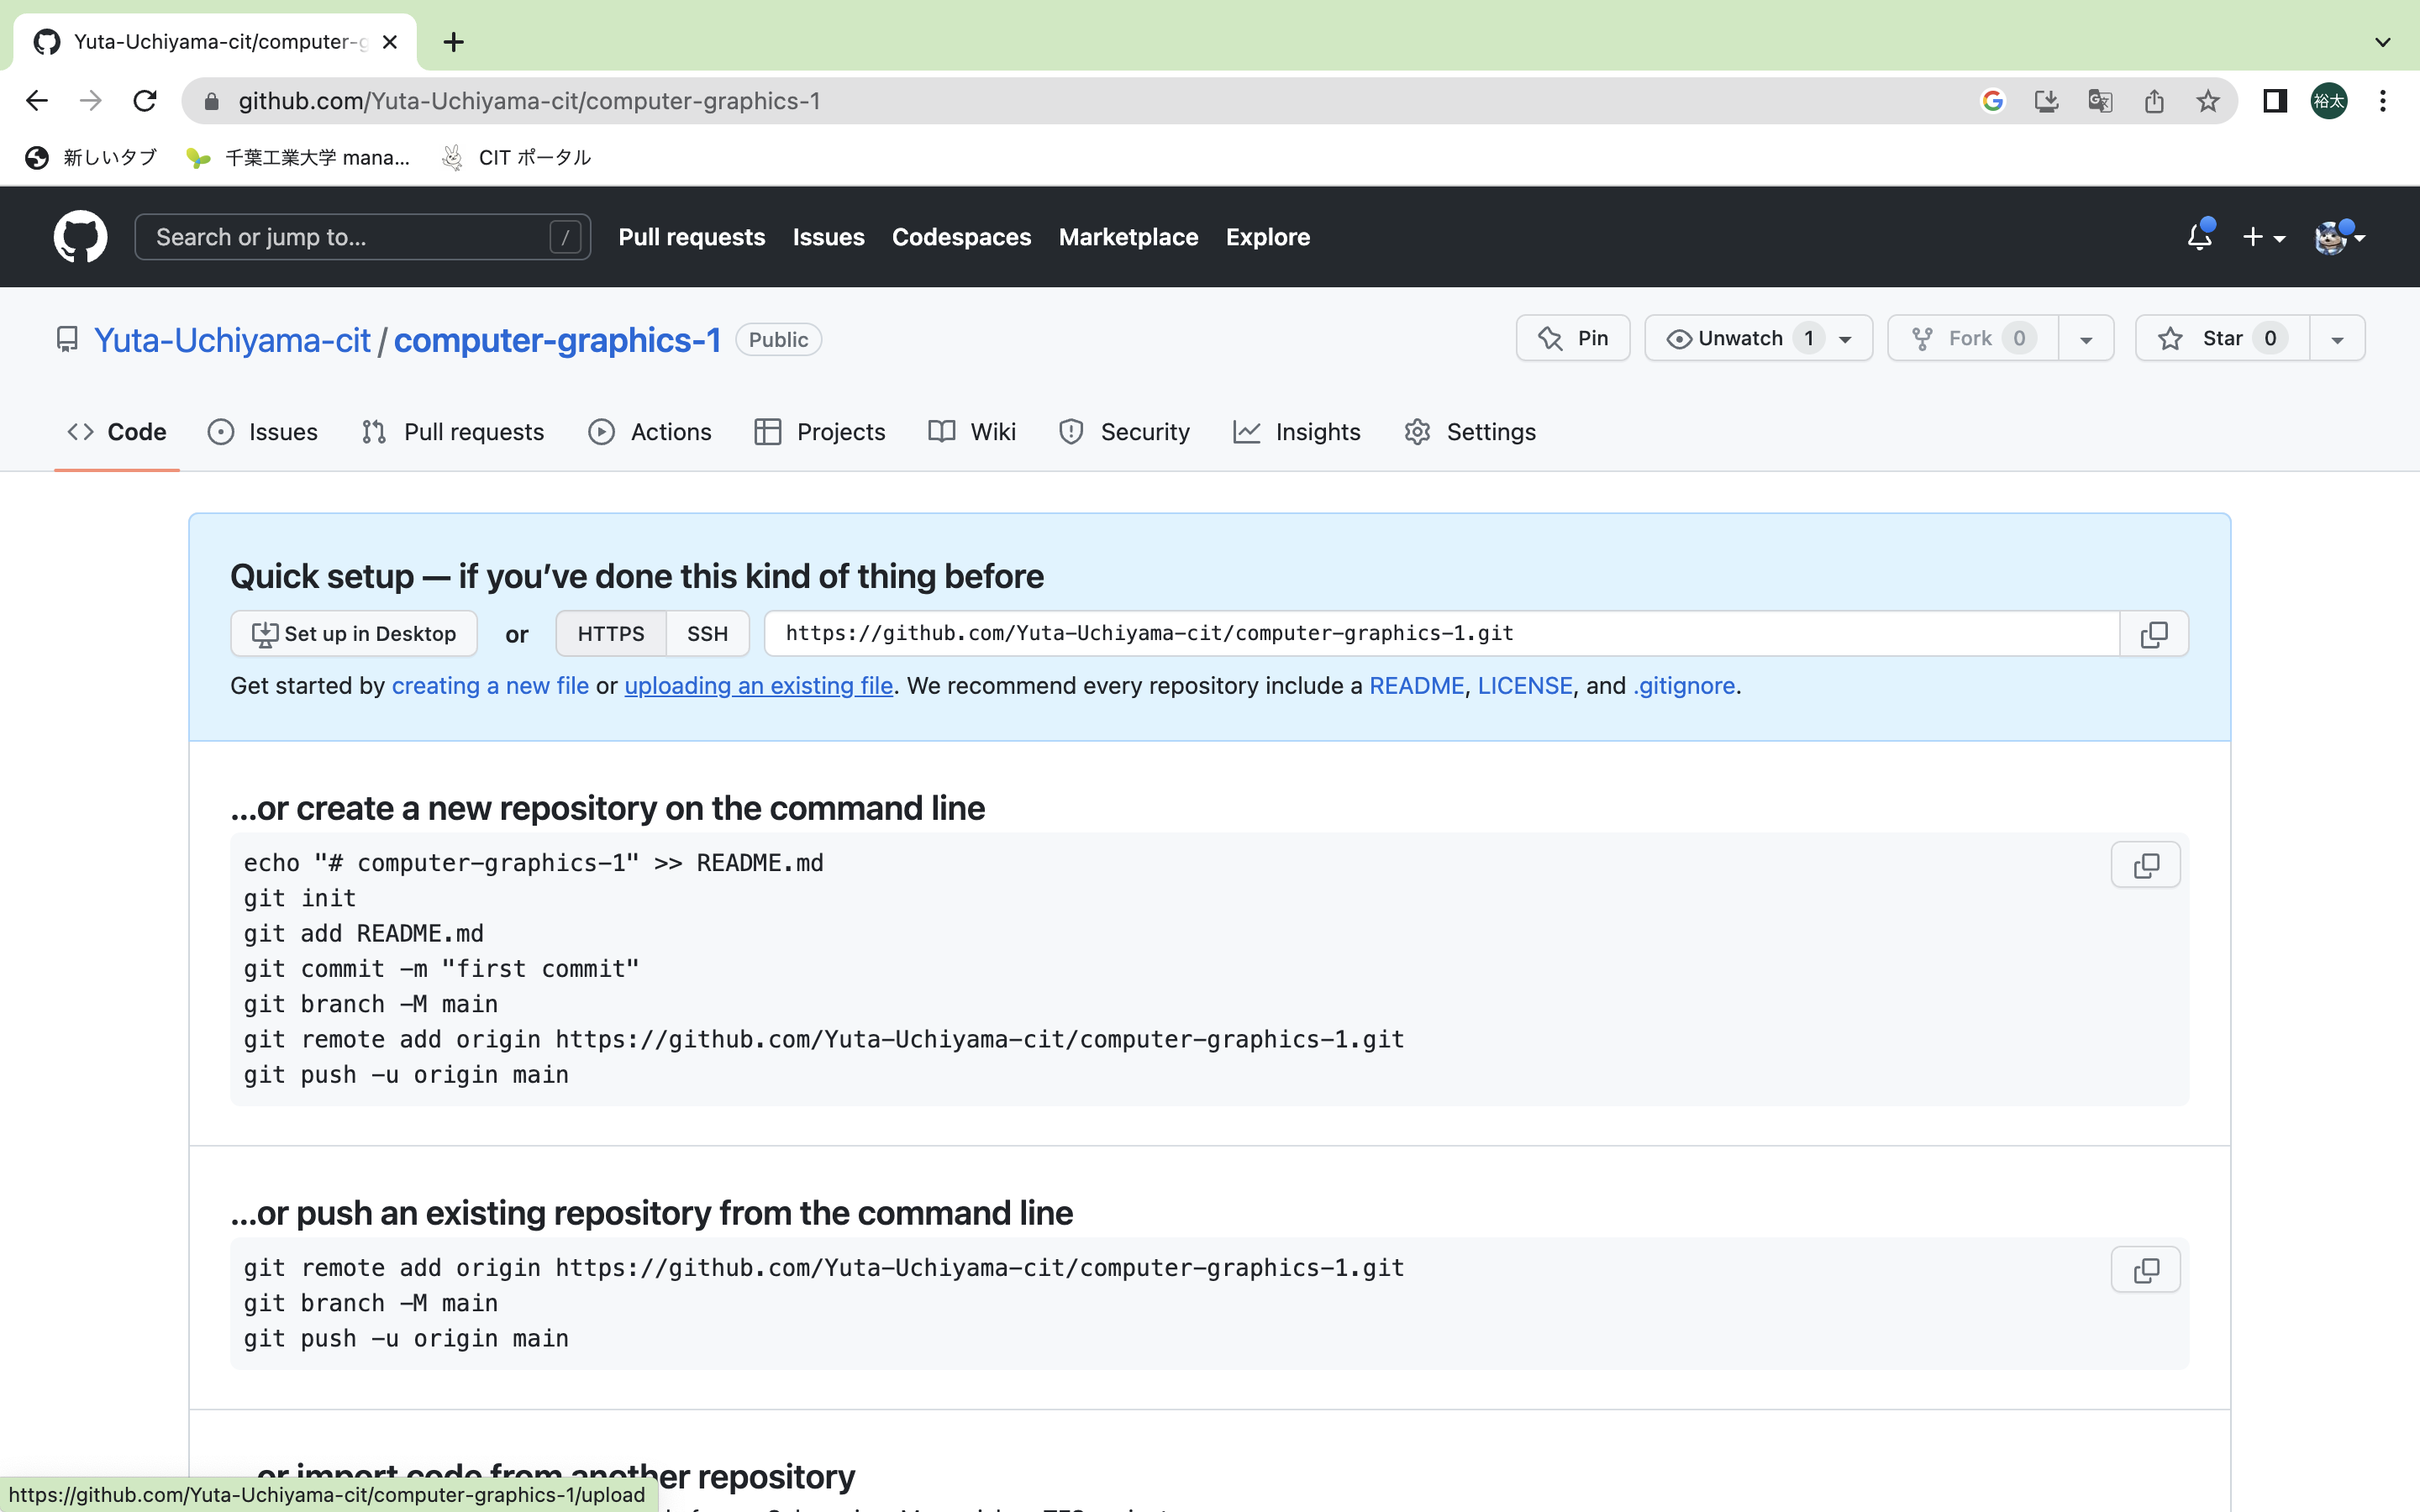 Yuta-Uchiyama-cit/computer-g
github.com/Yuta-Uchiyama-cit/computer-graphics-1
裕太
新しいタブ 千葉工業大学 mana... CIT ポータル
Search or jump to... / Pull requests Issues Codespaces Marketplace Explore
Yuta-Uchiyama-cit / computer-graphics-1 Public Pin Unwatch 1 Fork 0 Star 0
Code Issues Pull requests Actions Projects Wiki Security Insights Settings
Quick setup — if you’ve done this kind of thing before
Set up in Desktop or HTTPS SSH https://github.com/Yuta-Uchiyama-cit/computer-graphics-1.git
Get started by creating a new file or uploading an existing file. We recommend every repository include a README, LICENSE, and .gitignore.
…or create a new repository on the command line
echo "# computer-graphics-1" >> README.md
git init
git add README.md
git commit -m "first commit"
git branch -M main
git remote add origin https://github.com/Yuta-Uchiyama-cit/computer-graphics-1.git
git push -u origin main
…or push an existing repository from the command line
git remote add origin https://github.com/Yuta-Uchiyama-cit/computer-graphics-1.git
git branch -M main
git push -u origin main
or import code from another repository
https://github.com/Yuta-Uchiyama-cit/computer-graphics-1/upload